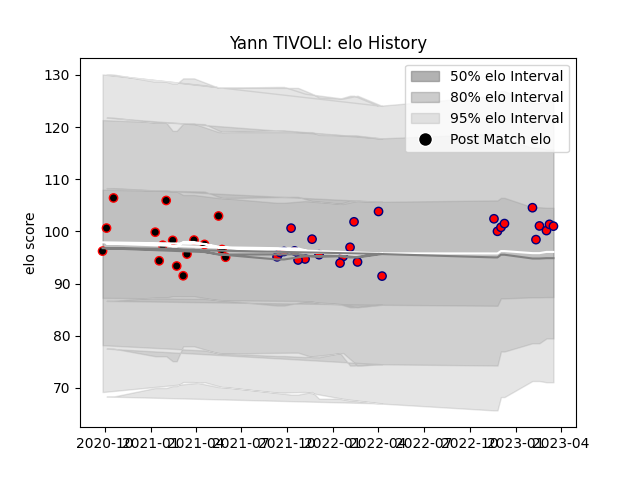 Yann TIVOLI: elo History
130
120
110
100
90
80
70
elo score
50% elo Interval
80% elo Interval
95% elo Interval
Post Match elo
2020-10 2021-01 2021-04 2021-07 2021-10 2022-01 2022-04 2022-07 2022-10 2023-01 2023-04